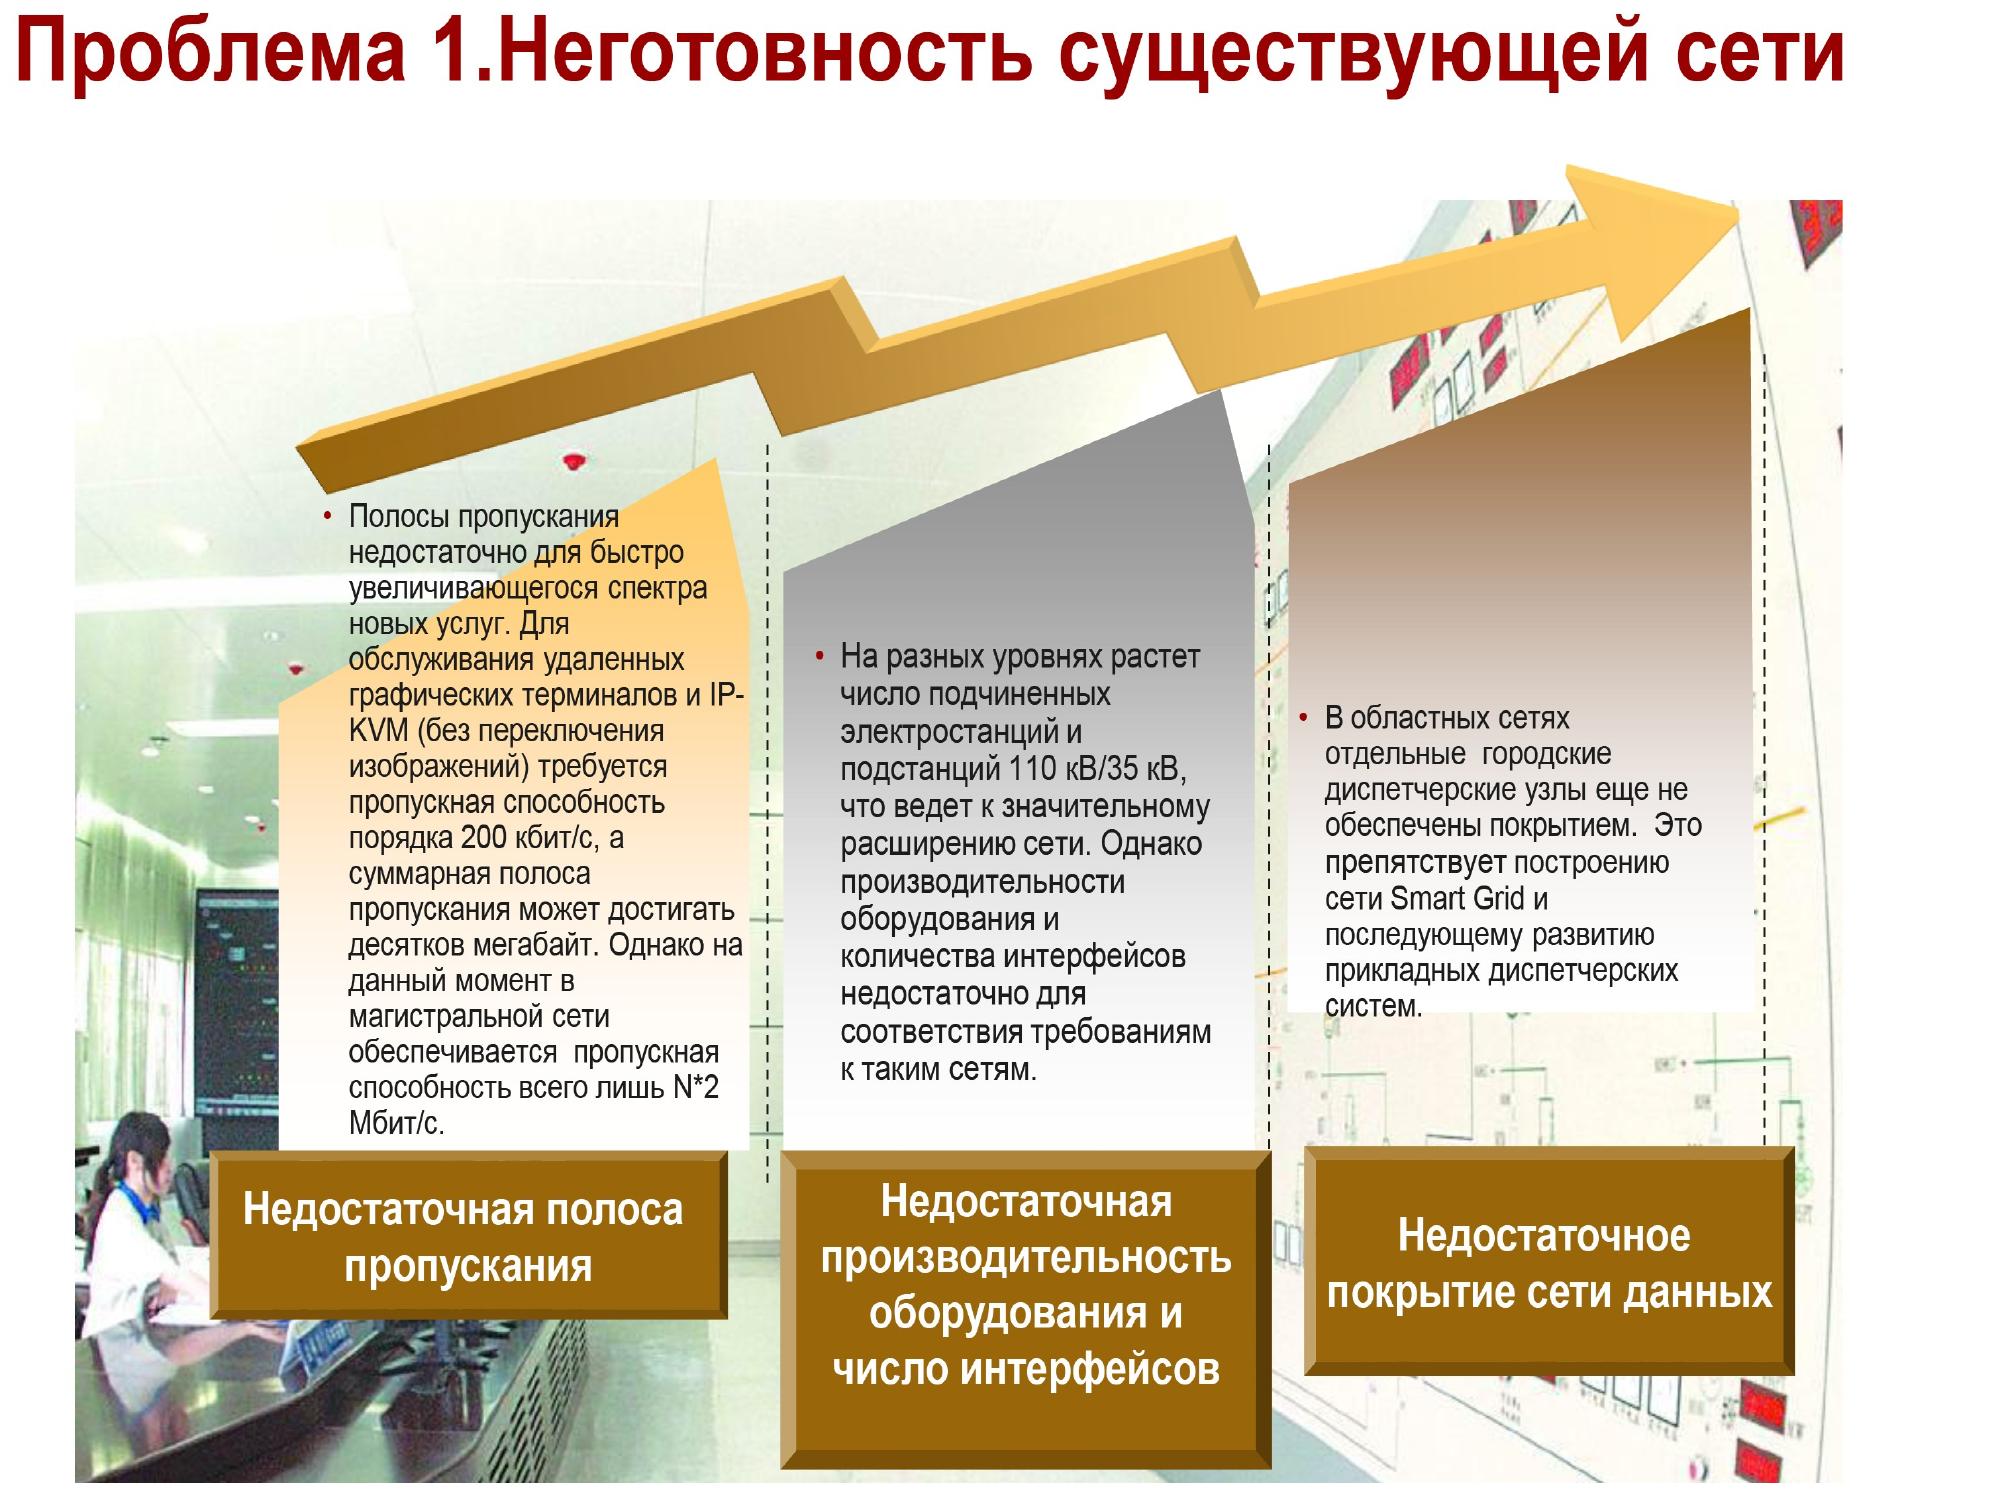 Проблема 1.Неготовность существующей сети
• Полосы пропускания
недостаточно для быстро
увеличивающегося спектра
новых услуг. Для
обслуживания удаленных
графических терминалов и IP-
KVM (без переключения
изображений) требуется
пропускная способность
порядка 200 кбит/с, а
суммарная полоса
пропускания может достигать
десятков мегабайт. Однако на
данный момент в
магистральной сети
обеспечивается пропускная
способность всего лишь N*2
Мбит/с.
Недостаточная полоса
пропускания
• На разных уровнях растет
число подчиненных
электростанций и
подстанций 110 кВ/35 кВ,
что ведет к значительному
расширению сети. Однако
производительности
оборудования и
количества интерфейсов
недостаточно для
соответствия требованиям
к таким сетям.
Недостаточная
производительность
оборудования и
число интерфейсов
• В областных сетях
отдельные городские
диспетчерские узлы еще не
обеспечены покрытием. Это
препятствует построению
сети Smart Grid и
последующему развитию
прикладных диспетчерских
систем.
Недостаточное
покрытие сети данных